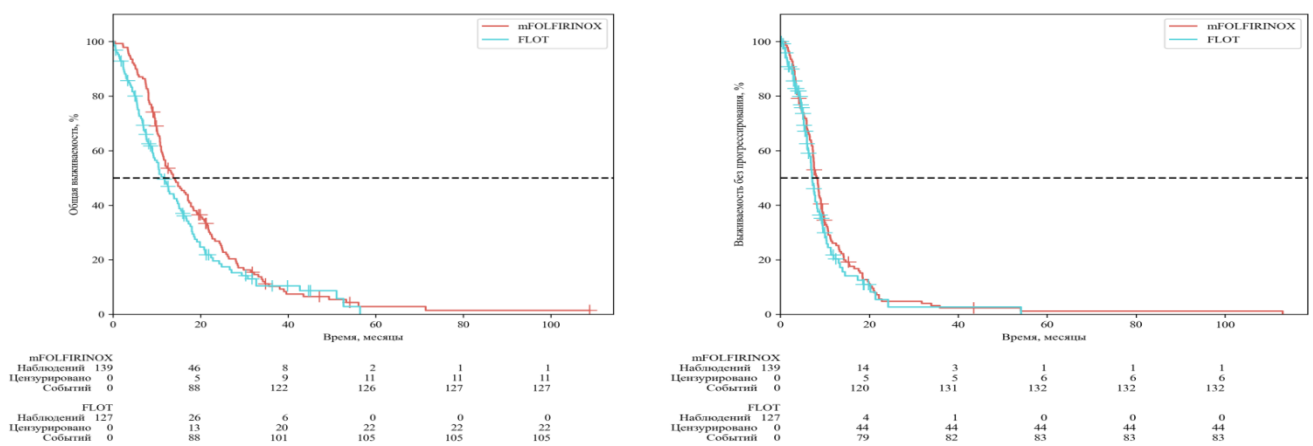 mFOLFIRINOX
FLOT
Общая выживаемость, %
100
80
60
40
20
0
0 20 40 60 80 100
Время, месяцы
mFOLFIRINOX
Наблюдений 139 46 8 2 1 1
Цензурировано 0 5 9 11 11 11
Событий 0 88 122 126 127 127
FLOT
Наблюдений 127 26 6 0 0 0
Цензурировано 0 13 20 22 22 22
Событий 0 88 101 105 105 105
mFOLFIRINOX
FLOT
Выживаемость без прогрессирования, %
100
80
60
40
20
0
0 20 40 60 80 100
Время, месяцы
mFOLFIRINOX
Наблюдений 139 14 3 1 1 1
Цензурировано 0 5 5 6 6 6
Событий 0 120 131 132 132 132
FLOT
Наблюдений 127 4 1 0 0 0
Цензурировано 0 44 44 44 44 44
Событий 0 79 82 83 83 83